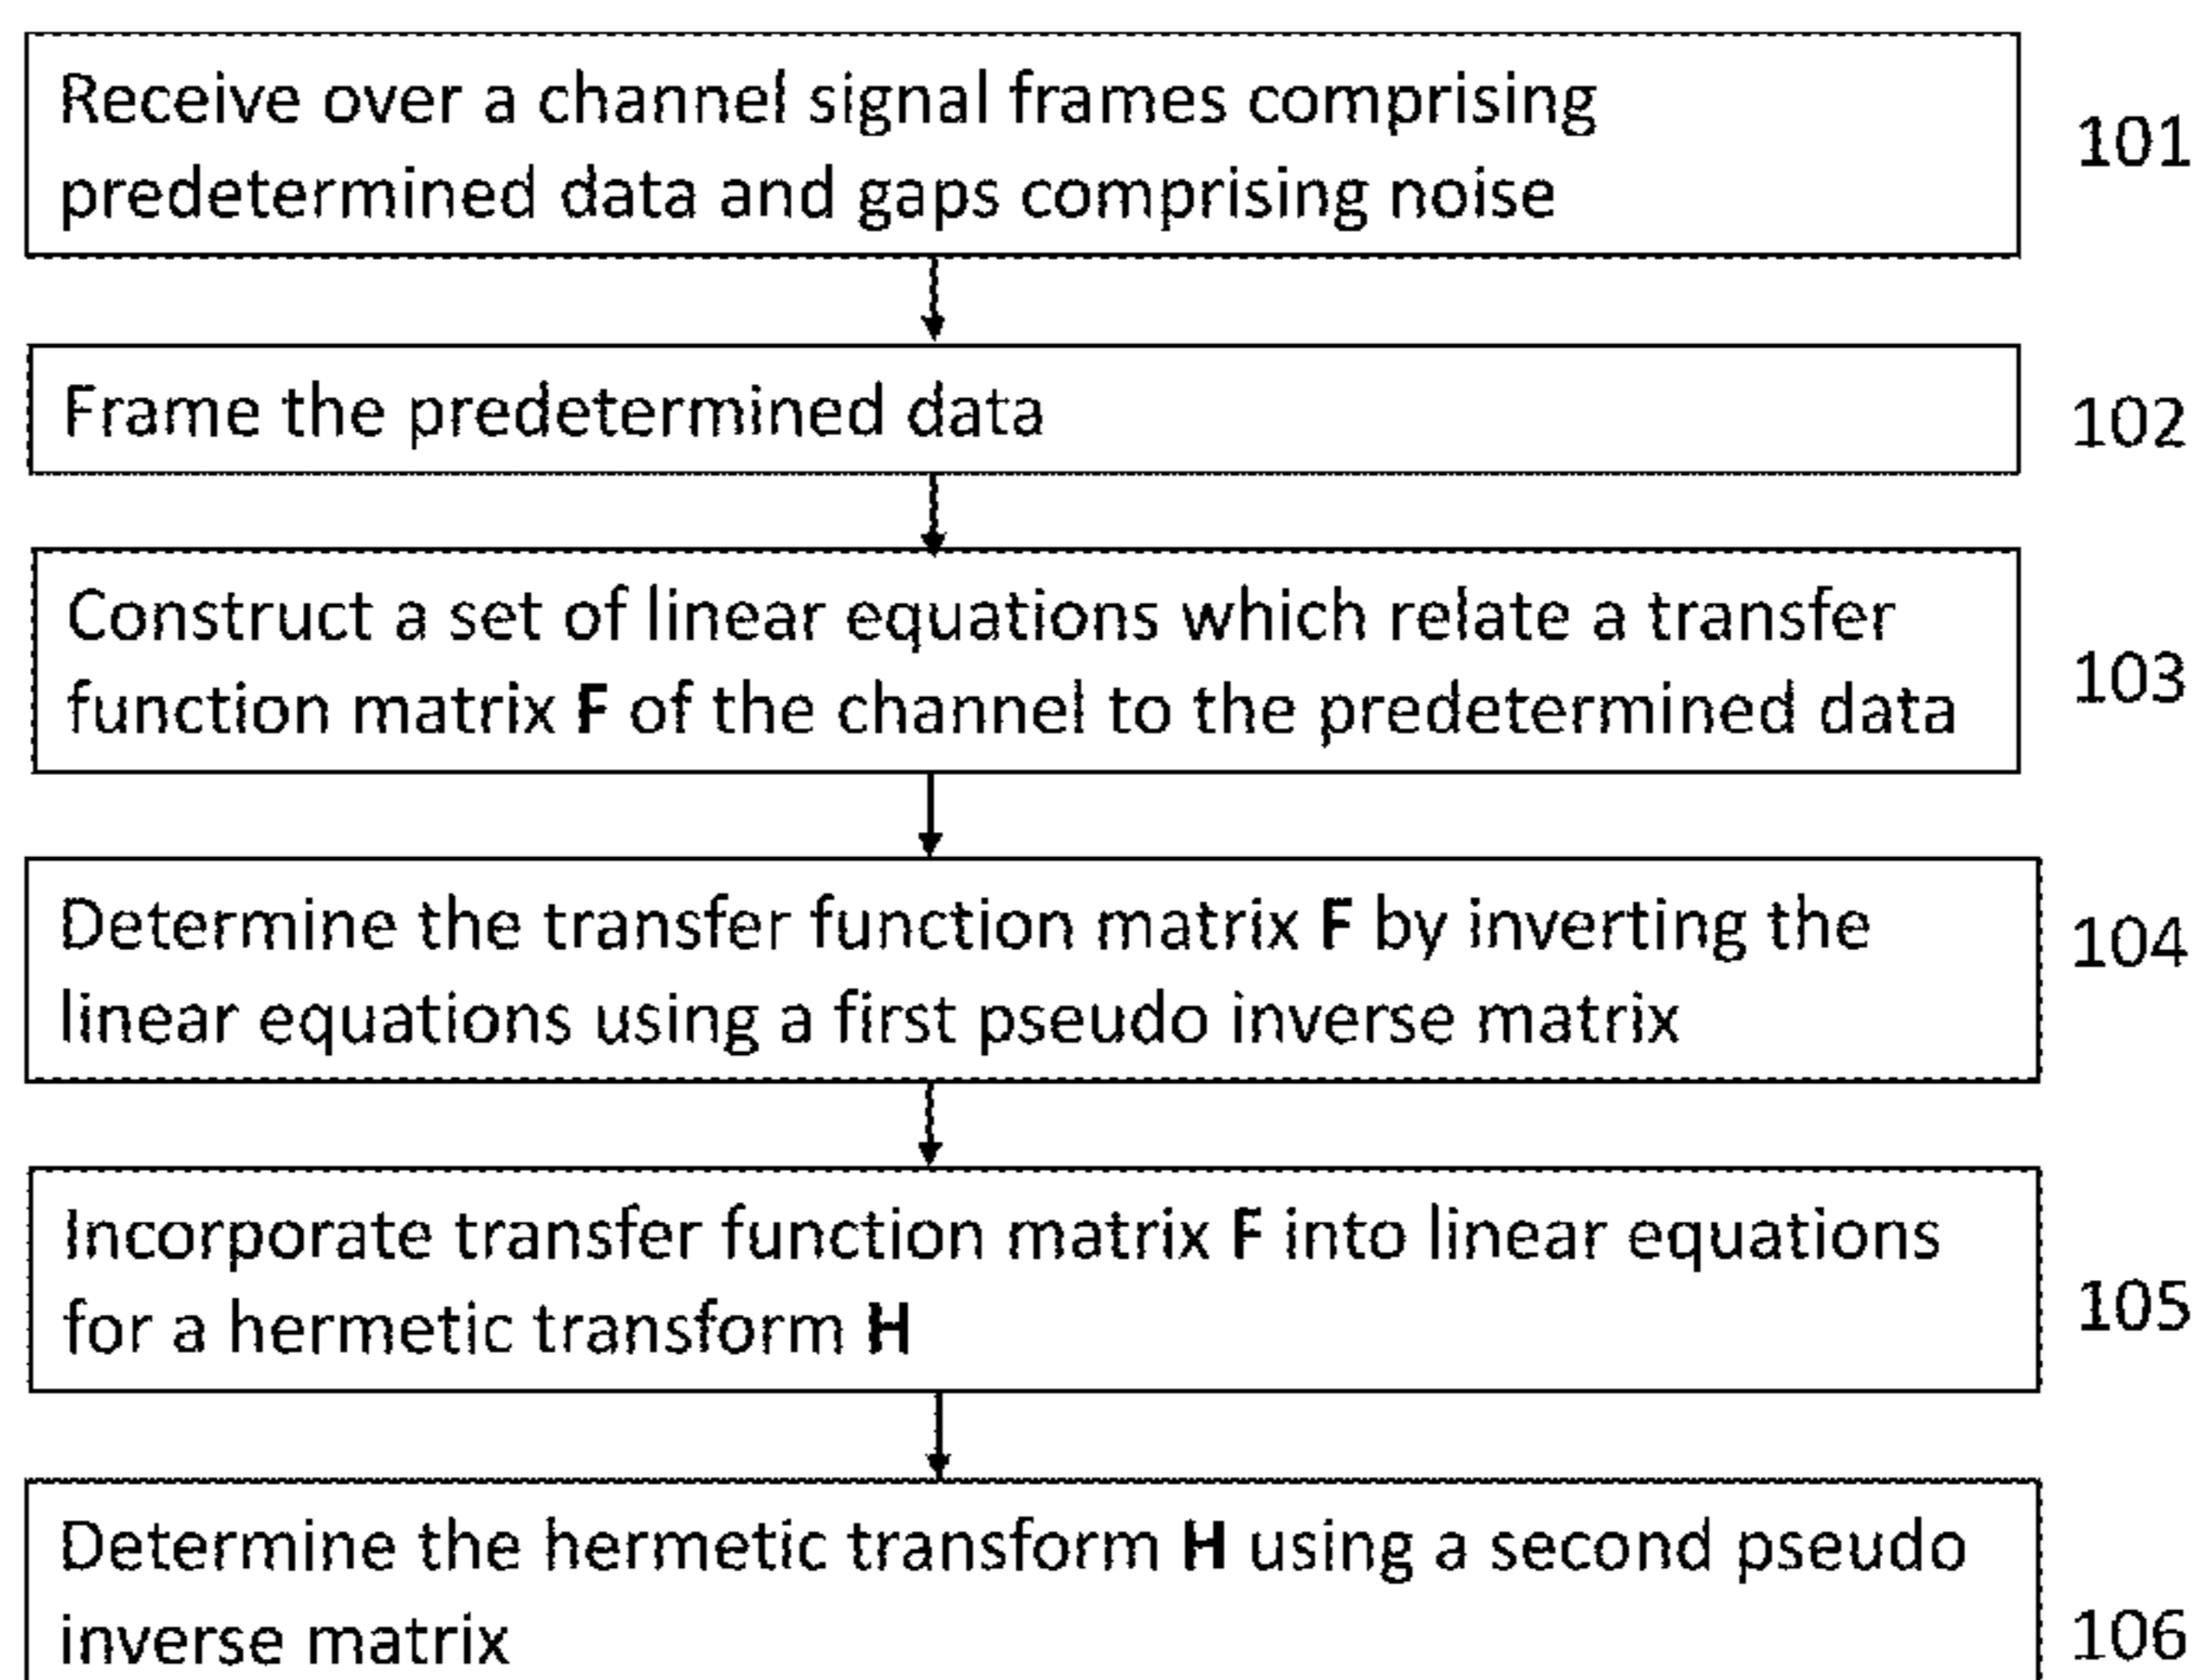 Receive over a channel signal frames comprising
predetermined data and gaps comprising noise
101
Frame the predetermined data
102
Construct a set of linear equations which relate a transfer
function matrix F of the channel to the predetermined data
103
Determine the transfer function matrix F by inverting the
linear equations using a first pseudo inverse matrix
104
Incorporate transfer function matrix F into linear equations
for a hermetic transform H
105
Determine the hermetic transform H using a second pseudo
inverse matrix
106